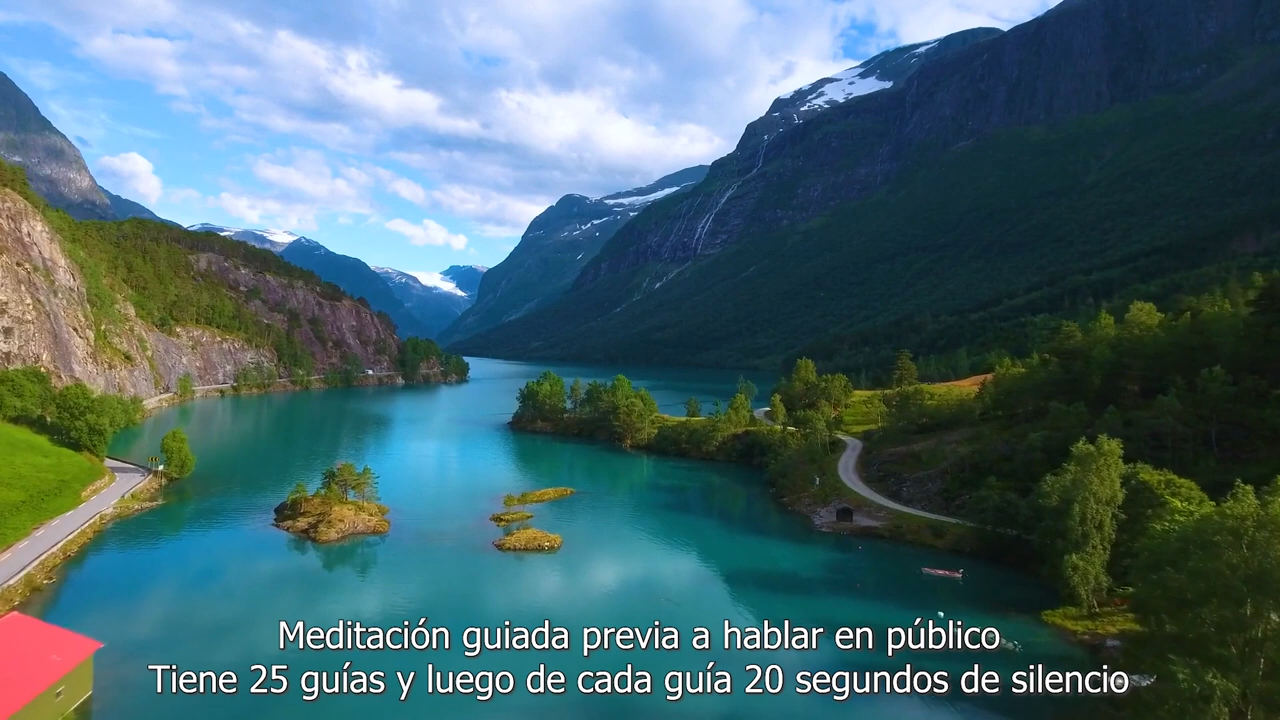 Meditación guiada previa a hablar en público
Tiene 25 guías y luego de cada guía 20 segundos de silencio